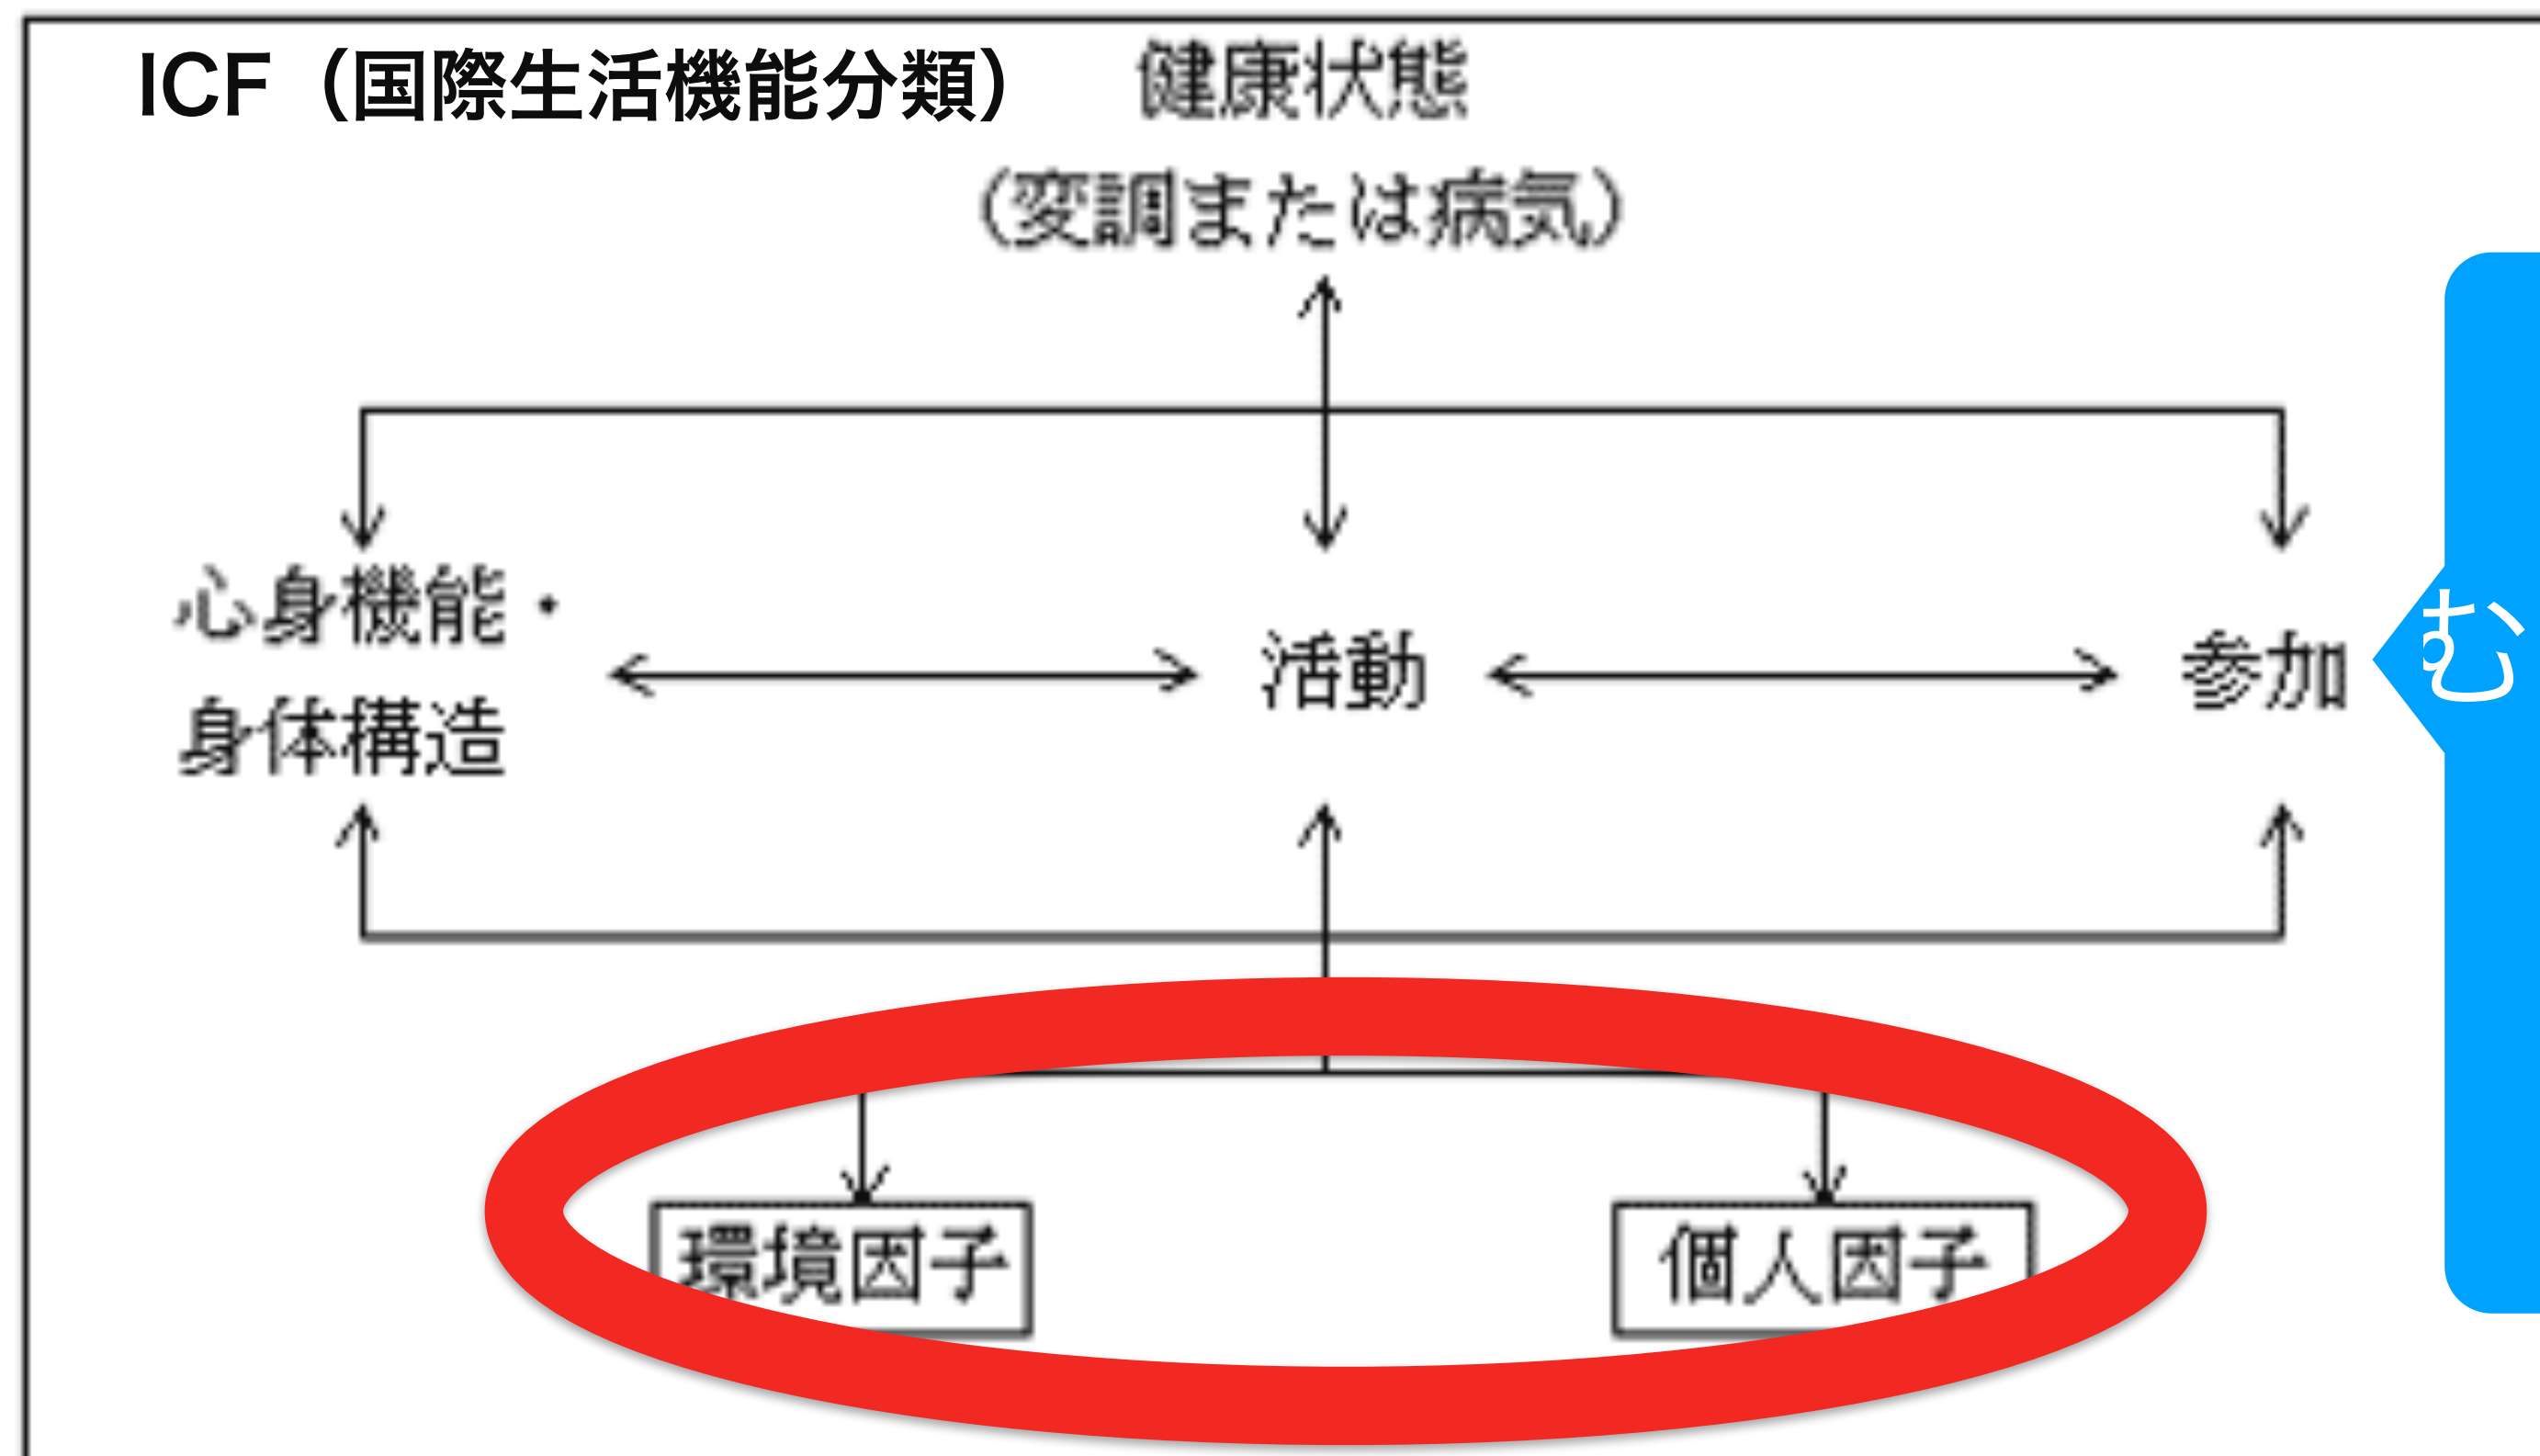 ICF（国際生活機能分類）
健康状態
（変調または病気）
心身機能・
身体構造
活動
参加
む
環境因子
個人因子